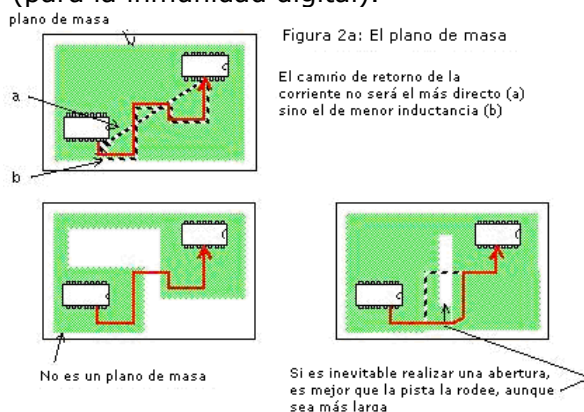 (para la inmunidad digital).
plano de masa
Figura 2a: El plano de masa
El camino de retorno de la
corriente no será el más directo (a)
sino el de menor inductancia (b)
a
b
No es un plano de masa
Si es inevitable realizar una abertura,
es mejor que la pista la rodee, aunque
sea más larga